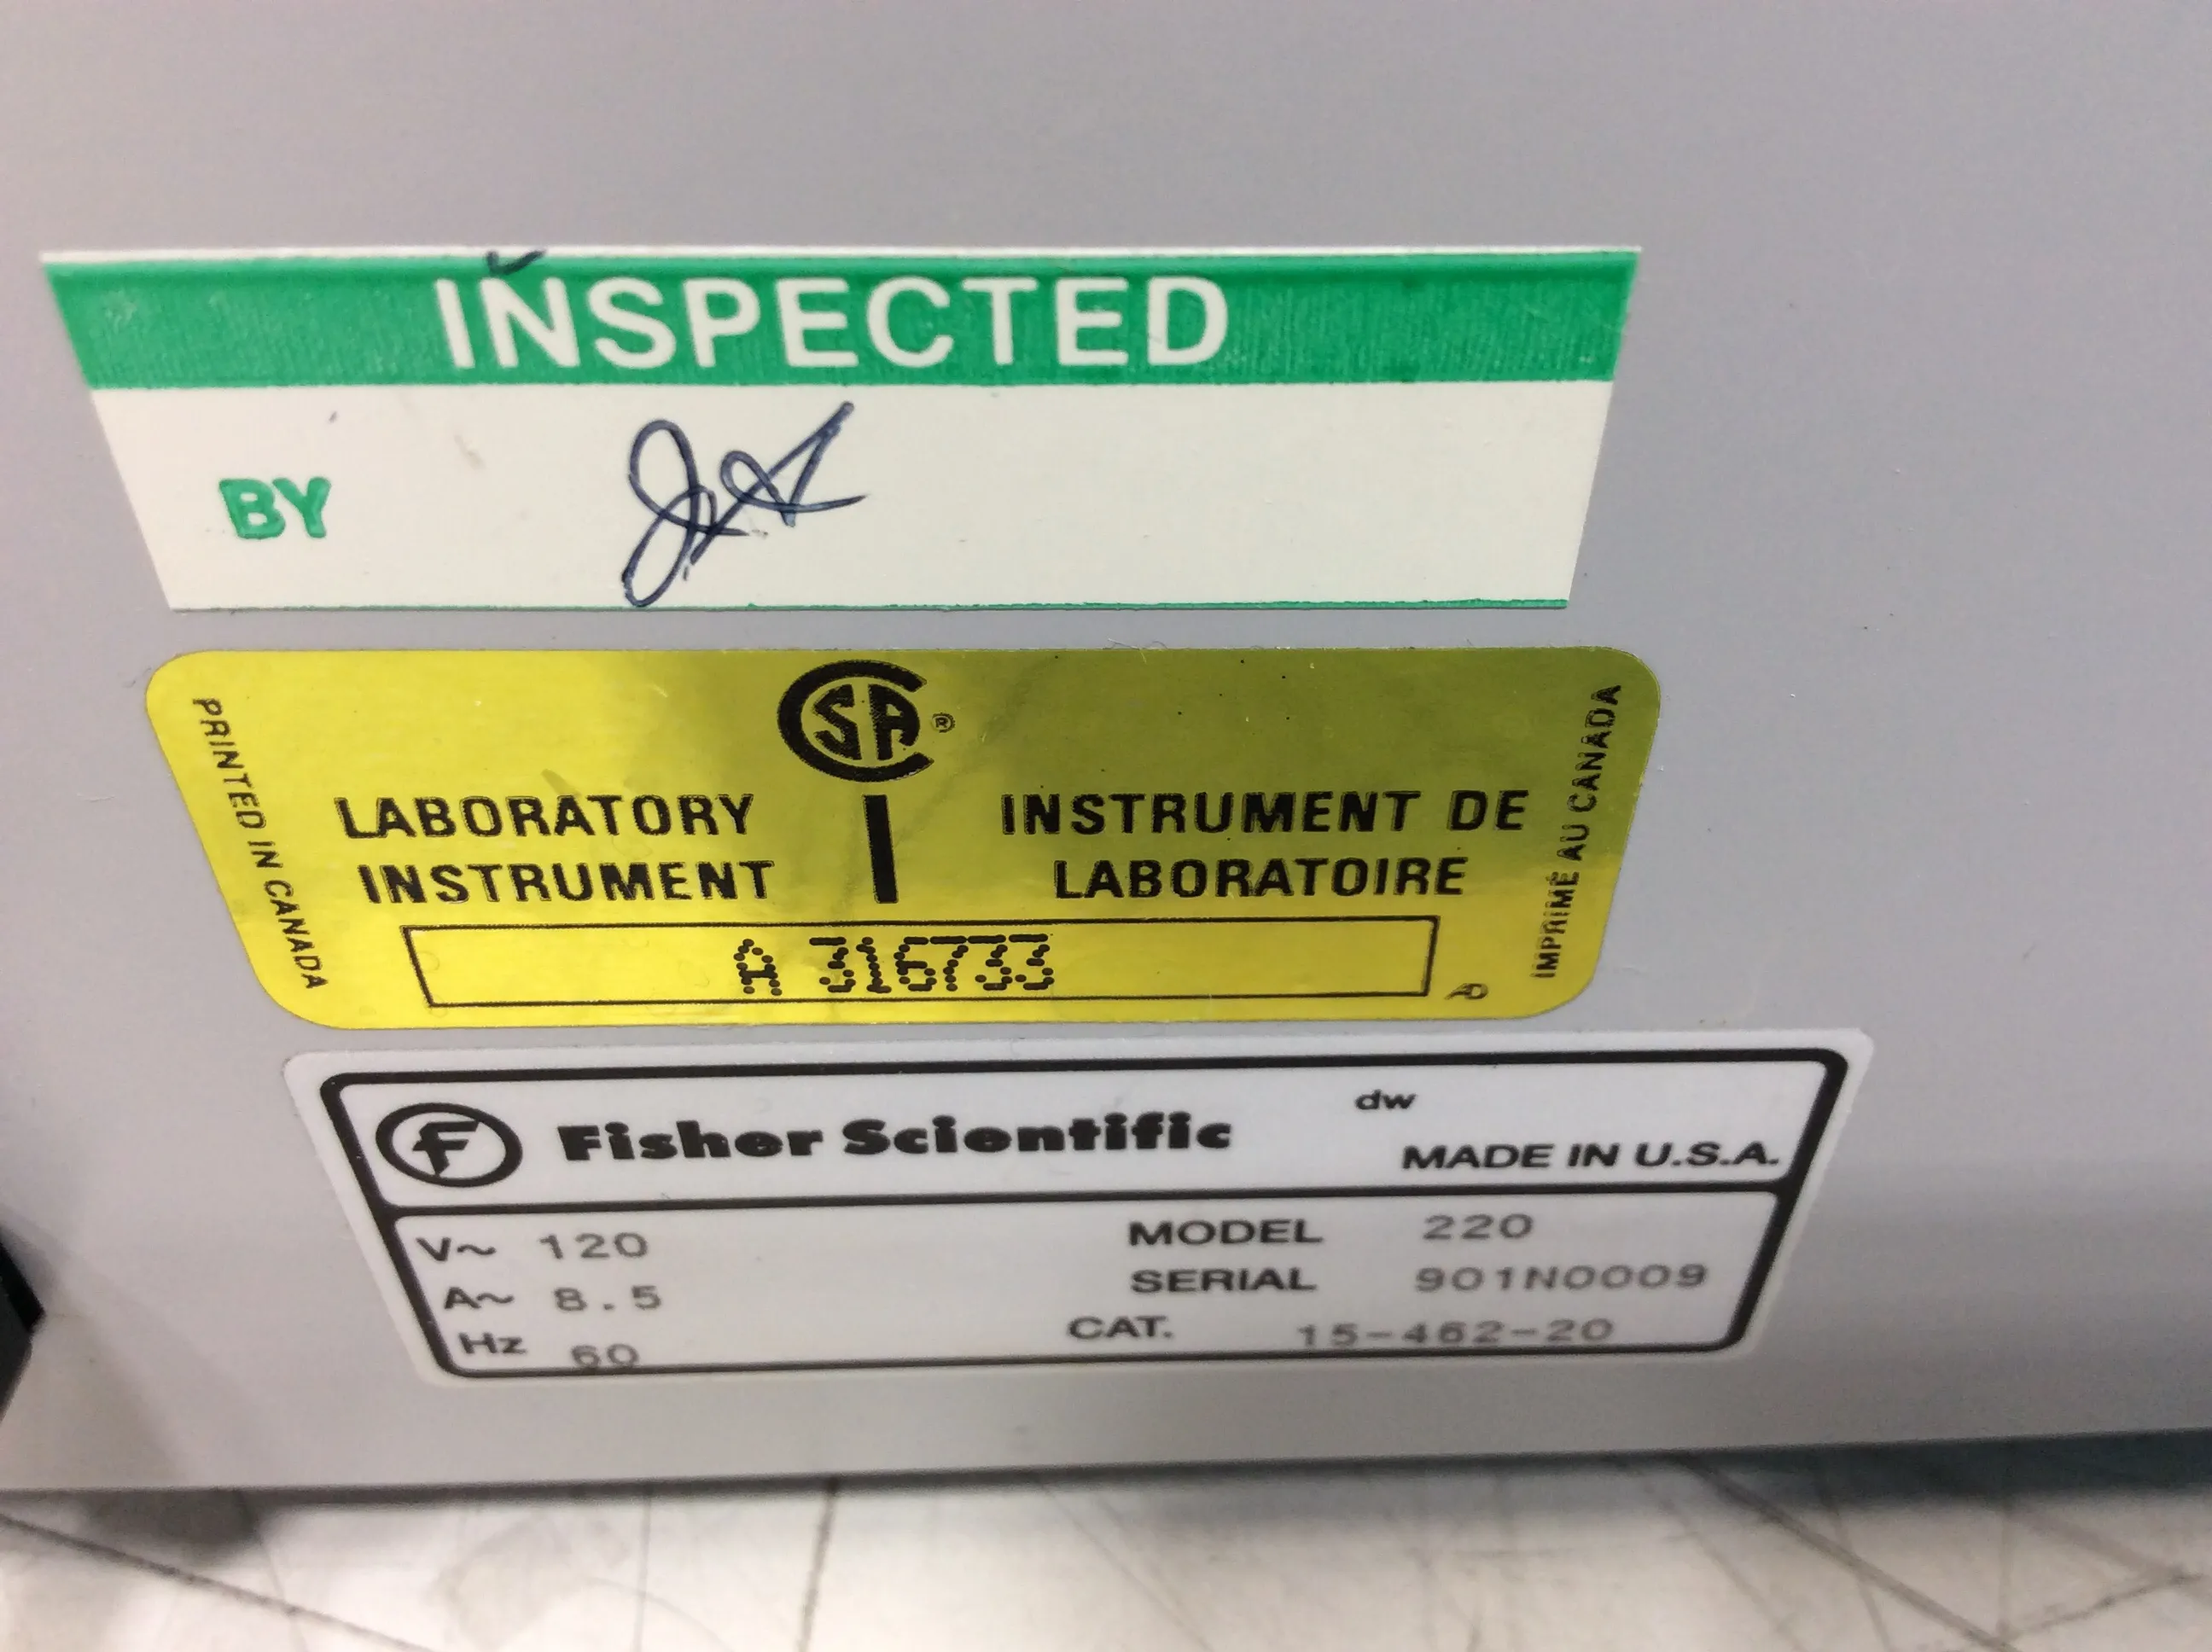 INSPECTED
BY
CSA®
PRINTED IN CANADA
LABORATORY
INSTRUMENT
INSTRUMENT DE
LABORATOIRE
IMPRIMÉ AU CANADA
A 316733
F Fisher Scientific
dw
MADE IN U.S.A.
V~ 120
A~ 8.5
Hz 60
MODEL 220
SERIAL 901N0009
CAT. 15-462-20